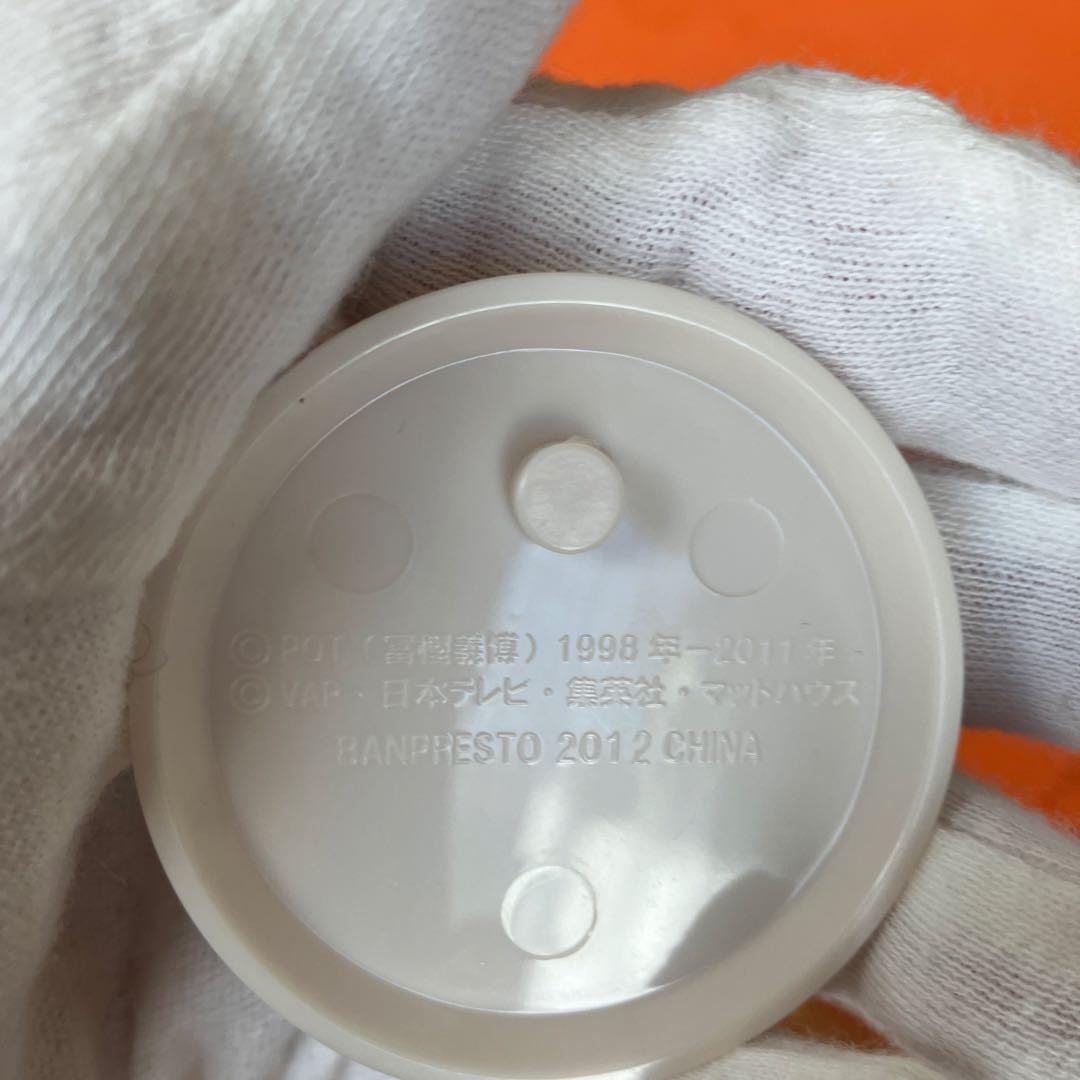 ©POT（冨樫義博）1998年－2011年
©VAP・日本テレビ・集英社・マッドハウス
BANPRESTO 2012 CHINA